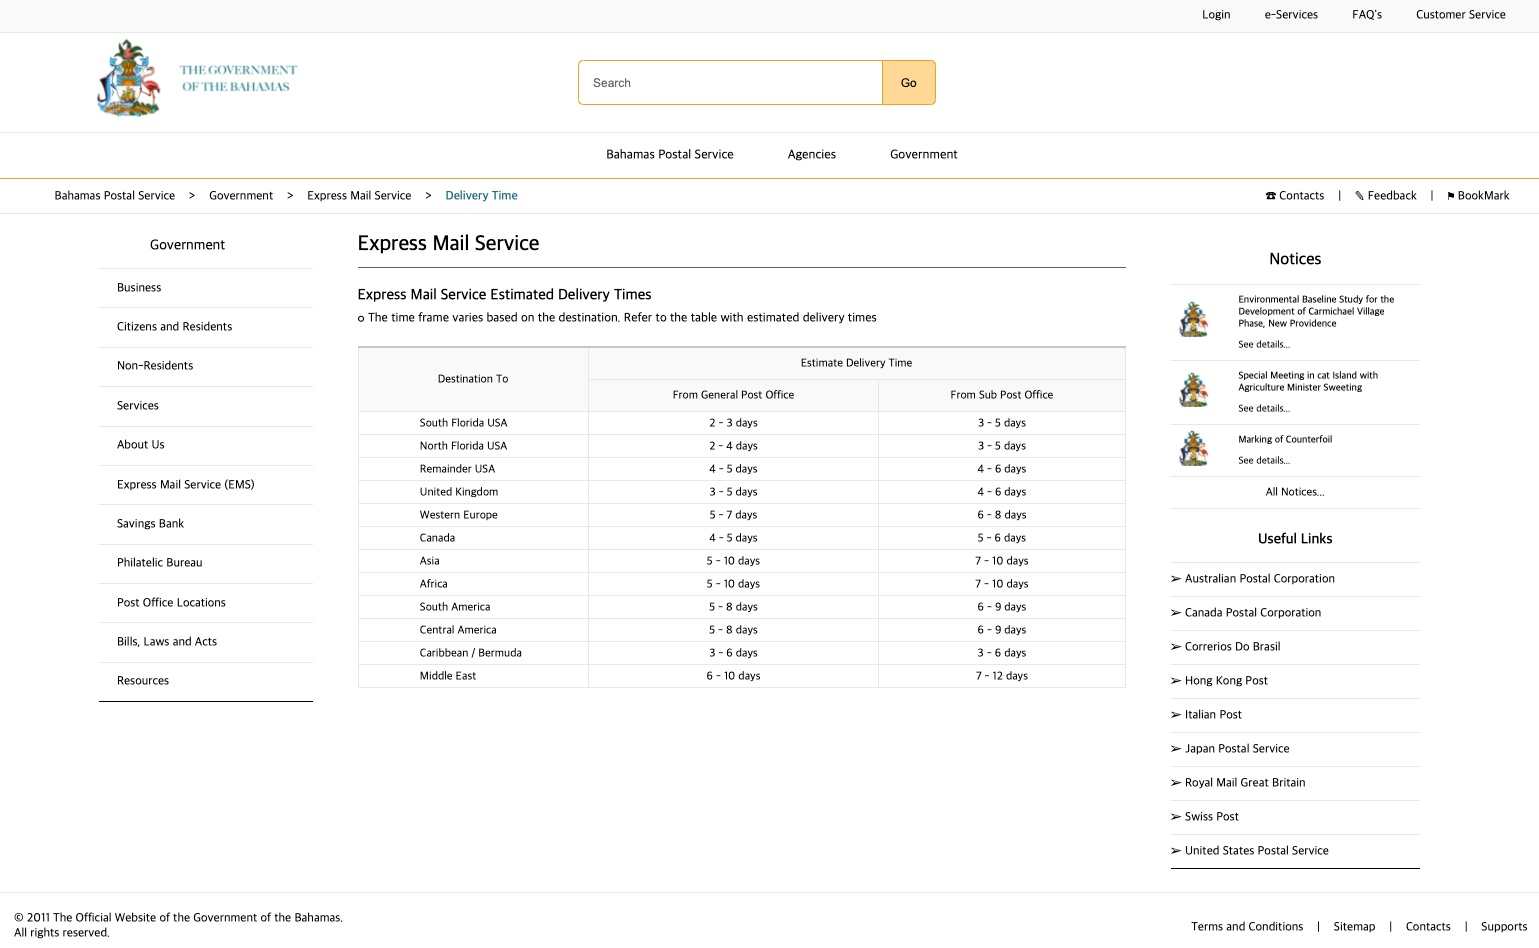 Login e-Services FAQ's Customer Service
THE GOVERNMENT
OF THE BAHAMAS
Search Go
Bahamas Postal Service Agencies Government
Bahamas Postal Service > Government > Express Mail Service > Delivery Time
Contacts | Feedback | BookMark
Government
Business
Citizens and Residents
Non-Residents
Services
About Us
Express Mail Service (EMS)
Savings Bank
Philatelic Bureau
Post Office Locations
Bills, Laws and Acts
Resources
Express Mail Service
Express Mail Service Estimated Delivery Times
o The time frame varies based on the destination. Refer to the table with estimated delivery times
Destination To Estimate Delivery Time
From General Post Office From Sub Post Office
South Florida USA 2 - 3 days 3 - 5 days
North Florida USA 2 - 4 days 3 - 5 days
Remainder USA 4 - 5 days 4 - 6 days
United Kingdom 3 - 5 days 4 - 6 days
Western Europe 5 - 7 days 6 - 8 days
Canada 4 - 5 days 5 - 6 days
Asia 5 - 10 days 7 - 10 days
Africa 5 - 10 days 7 - 10 days
South America 5 - 8 days 6 - 9 days
Central America 5 - 8 days 6 - 9 days
Caribbean / Bermuda 3 - 6 days 3 - 6 days
Middle East 6 - 10 days 7 - 12 days
Notices
Environmental Baseline Study for the
Development of Carmichael Village
Phase, New Providence
See details...
Special Meeting in cat Island with
Agriculture Minister Sweeting
See details...
Marking of Counterfoil
See details...
All Notices...
Useful Links
➢ Australian Postal Corporation
➢ Canada Postal Corporation
➢ Correrios Do Brasil
➢ Hong Kong Post
➢ Italian Post
➢ Japan Postal Service
➢ Royal Mail Great Britain
➢ Swiss Post
➢ United States Postal Service
© 2011 The Official Website of the Government of the Bahamas.
All rights reserved.
Terms and Conditions | Sitemap | Contacts | Supports